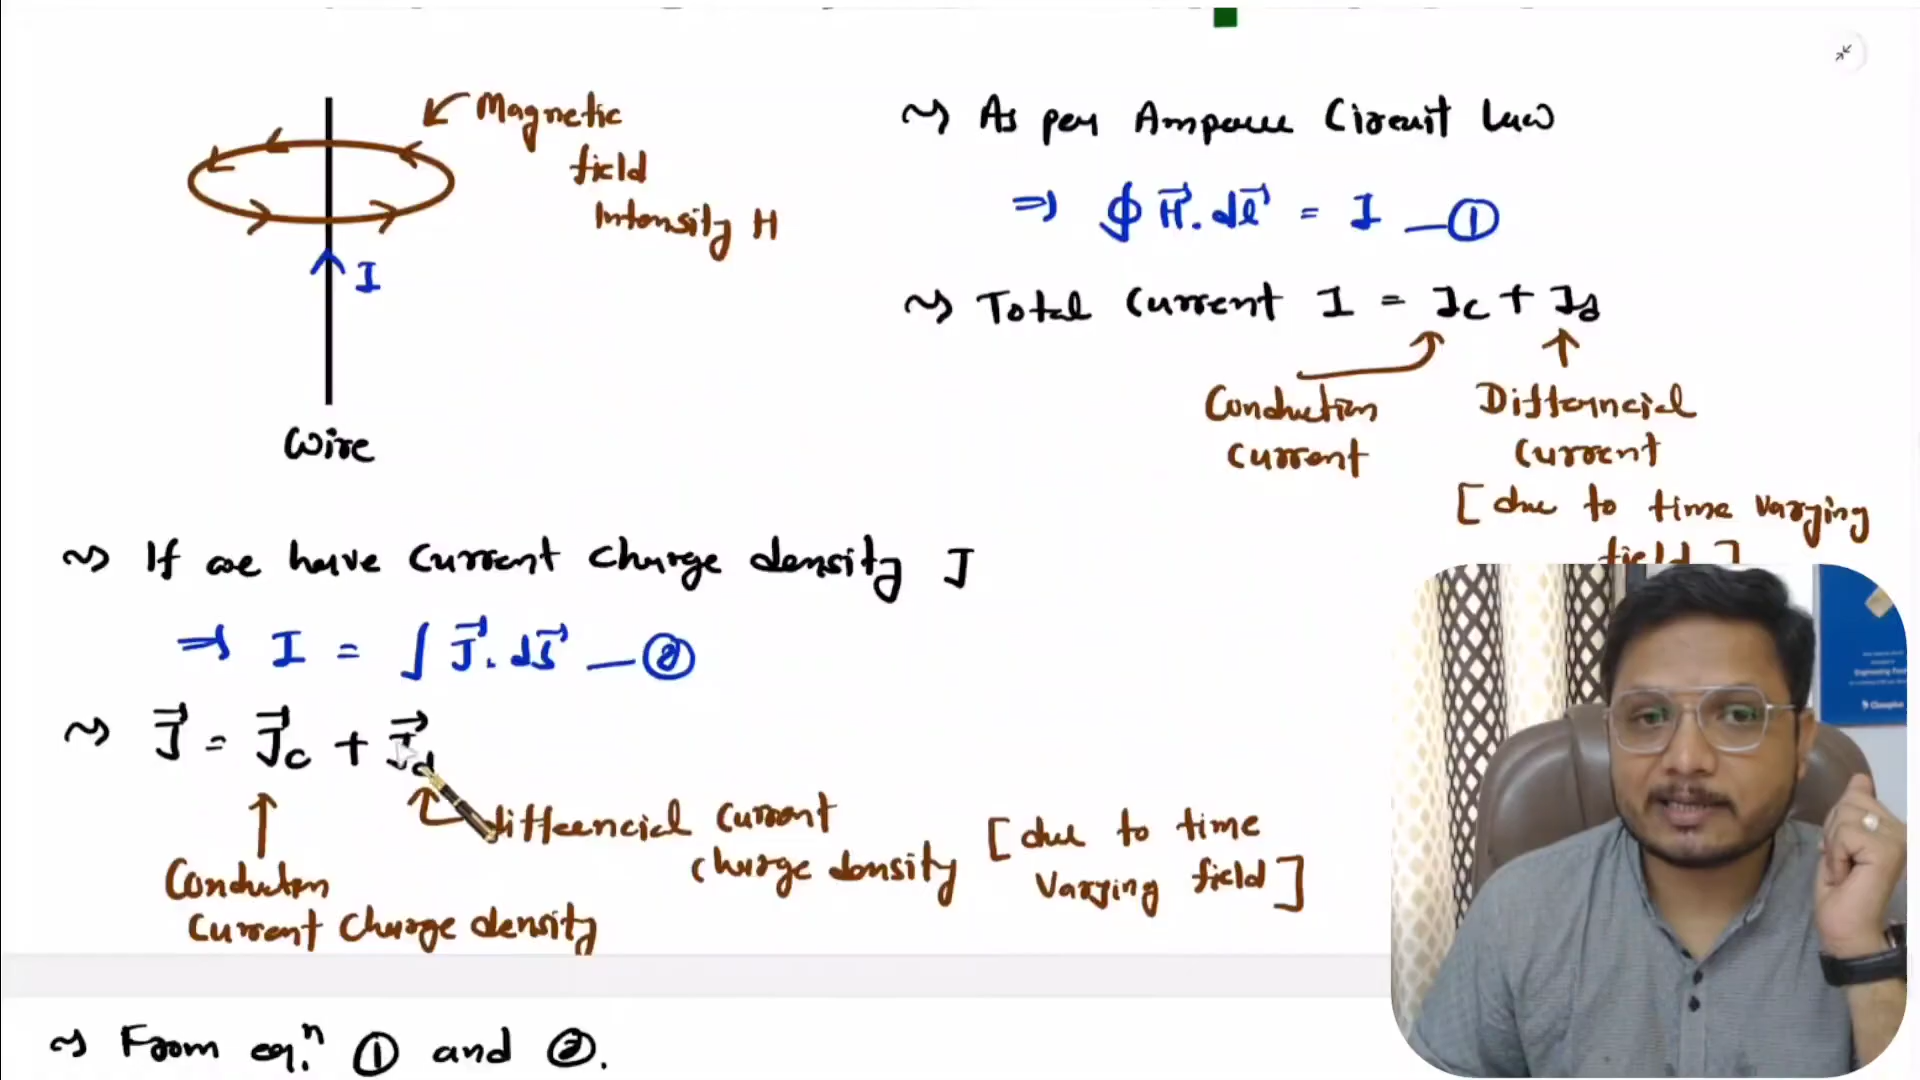 Magnetic
field
Intensity H
I
Wire
~> As per Ampere Circuit Law
=> ∮ H⃗ . dl⃗ = I — ①
~> Total Current I = Ic + Id
Conduction
Current
Differncial
Current
[ due to time varying
field ]
~> If we have Current Charge density J
=> I = ∫ J⃗ . dS⃗ — ②
~> J⃗ = J⃗c + J⃗d
differencial Current
Charge density
[ due to time
Varying field ]
Conduction
Current Charge density
~> From eq.ⁿ ① and ②.